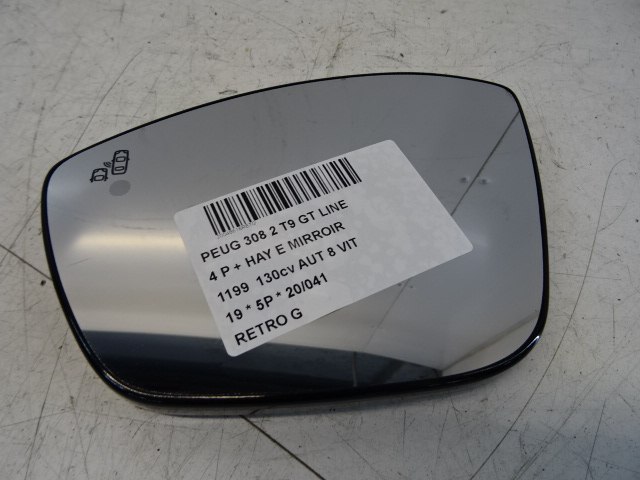 PEUG 308 2 T9 GT LINE
4 P + HAY E MIRROIR
1199 130cv AUT 8 VIT
19 * 5P * 20/041
RETRO G